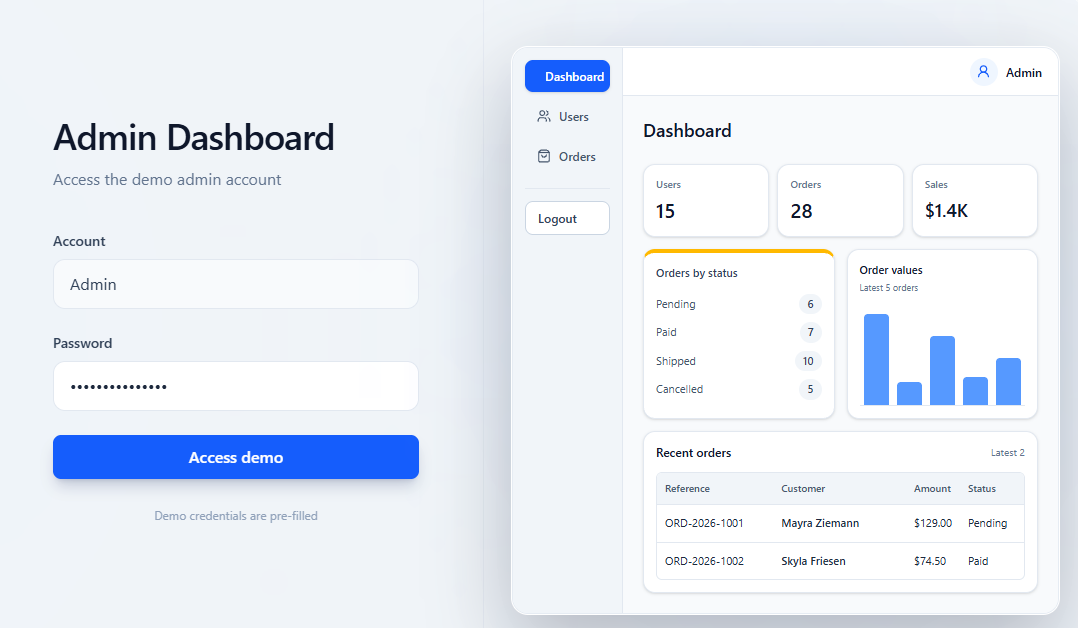 Admin Dashboard
Access the demo admin account
Account
Admin
Password
•••••••••••••••
Access demo
Demo credentials are pre-filled
Dashboard
Users
Orders
Logout
Admin
Dashboard
Users
15
Orders
28
Sales
$1.4K
Orders by status
Pending 6
Paid 7
Shipped 10
Cancelled 5
Order values
Latest 5 orders
Recent orders Latest 2
Reference Customer Amount Status
ORD-2026-1001 Mayra Ziemann $129.00 Pending
ORD-2026-1002 Skyla Friesen $74.50 Paid